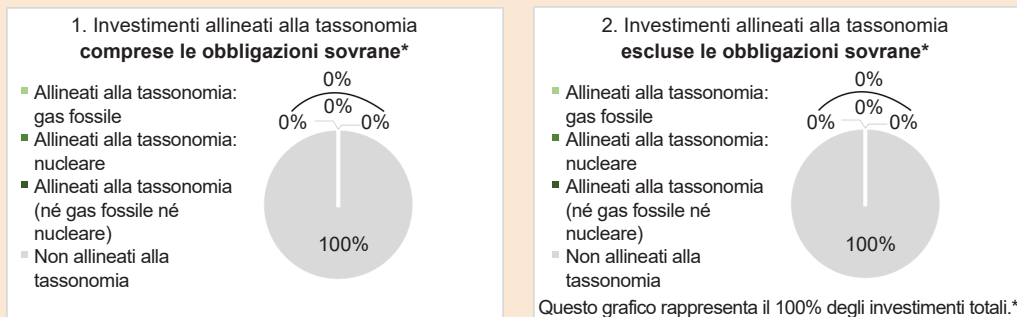 1. Investimenti allineati alla tassonomia
comprese le obbligazioni sovrane*
Allineati alla tassonomia:
gas fossile
Allineati alla tassonomia:
nucleare
Allineati alla tassonomia
(né gas fossile né
nucleare)
Non allineati alla
tassonomia
0%
0%
0%
0%
100%
2. Investimenti allineati alla tassonomia
escluse le obbligazioni sovrane*
Allineati alla tassonomia:
gas fossile
Allineati alla tassonomia:
nucleare
Allineati alla tassonomia
(né gas fossile né
nucleare)
Non allineati alla
tassonomia
0%
0%
0%
0%
100%
Questo grafico rappresenta il 100% degli investimenti totali.*